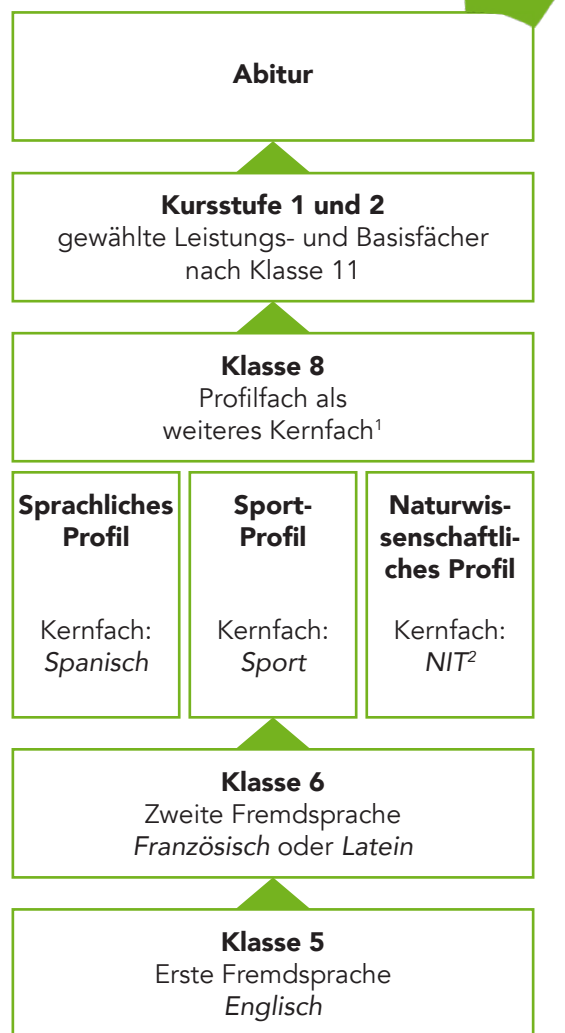 Abitur
Kursstufe 1 und 2
gewählte Leistungs- und Basisfächer
nach Klasse 11
Klasse 8
Profilfach als
weiteres Kernfach¹
Sprachliches
Profil
Kernfach:
Spanisch
Sport-
Profil
Kernfach:
Sport
Naturwis-
senschaftli-
ches Profil
Kernfach:
NIT²
Klasse 6
Zweite Fremdsprache
Französisch oder Latein
Klasse 5
Erste Fremdsprache
Englisch